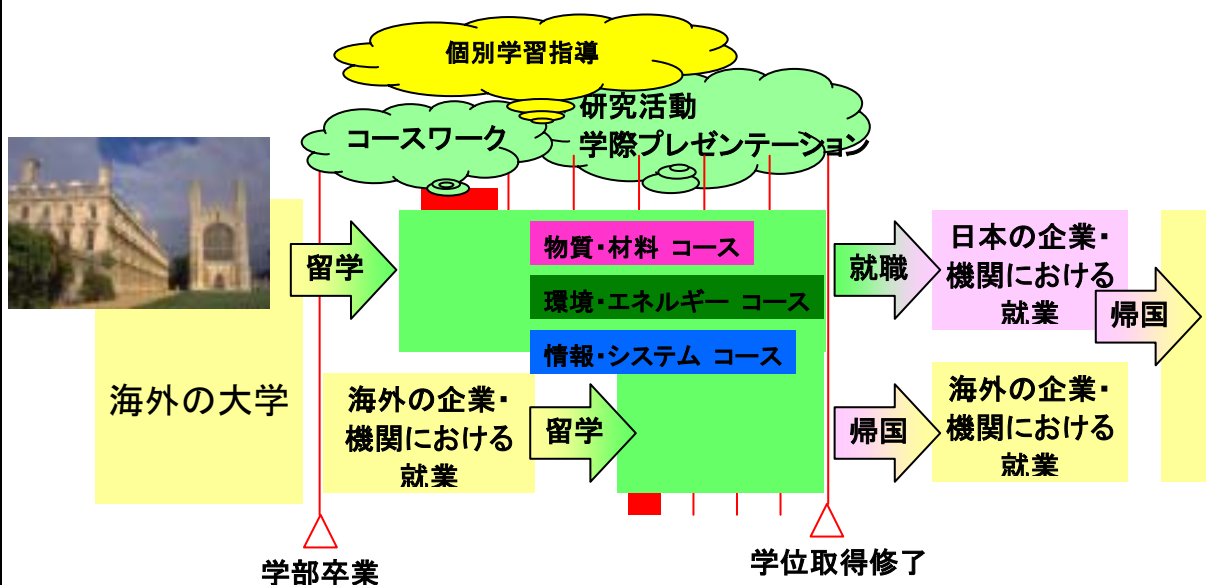 個別学習指導
コースワーク
研究活動
学際プレゼンテーション
留学
物質・材料 コース
環境・エネルギー コース
情報・システム コース
就職
日本の企業・
機関における
就業
帰国
海外の大学
海外の企業・
機関における
就業
留学
帰国
海外の企業・
機関における
就業
学部卒業
学位取得修了